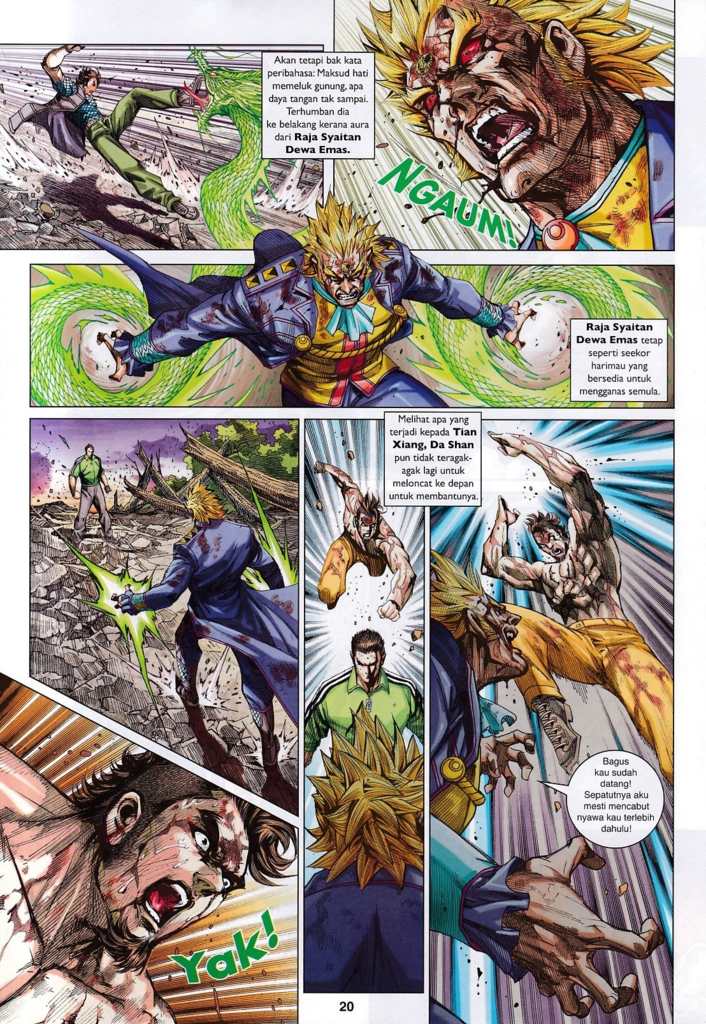 Akan tetapi bak kata
peribahasa: Maksud hati
memeluk gunung, apa
daya tangan tak sampai.
Terhumban dia
ke belakang kerana aura
dari Raja Syaitan
Dewa Emas.
NGAUM!
Raja Syaitan
Dewa Emas tetap
seperti seekor
harimau yang
bersedia untuk
mengganas semula.
Melihat apa yang
terjadi kepada Tian
Xiang, Da Shan
pun tidak teragak-
agak lagi untuk
meloncat ke depan
untuk membantunya.
Bagus
kau sudah
datang!
Sepatutnya aku
mesti mencabut
nyawa kau terlebih
dahulu!
Yak!
20